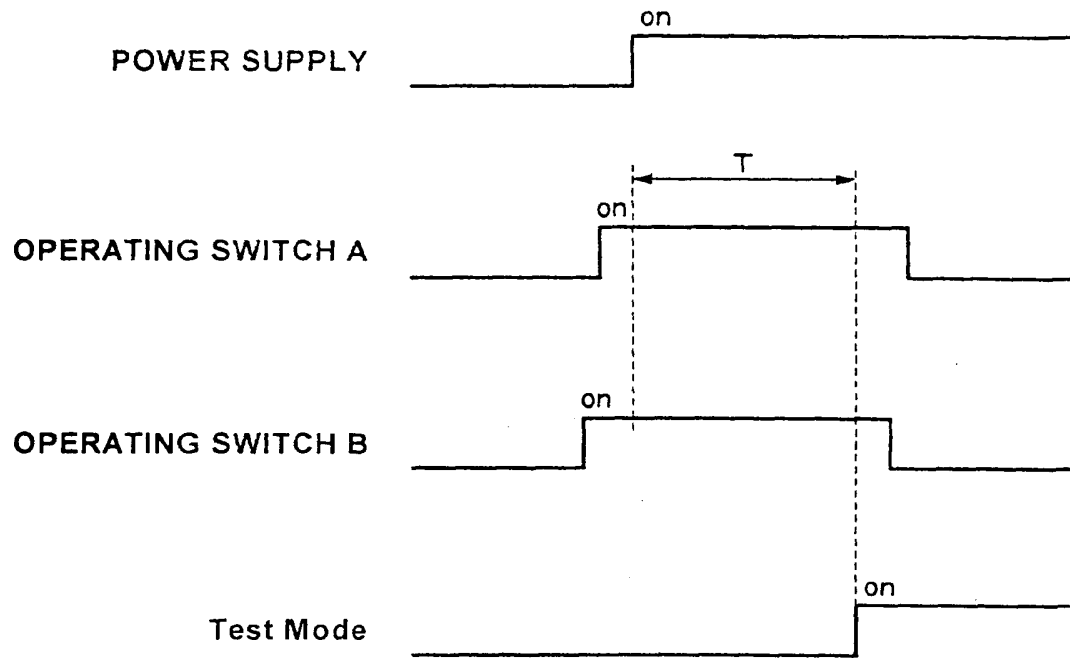 on
POWER SUPPLY
T
on
OPERATING SWITCH A
on
OPERATING SWITCH B
on
Test Mode